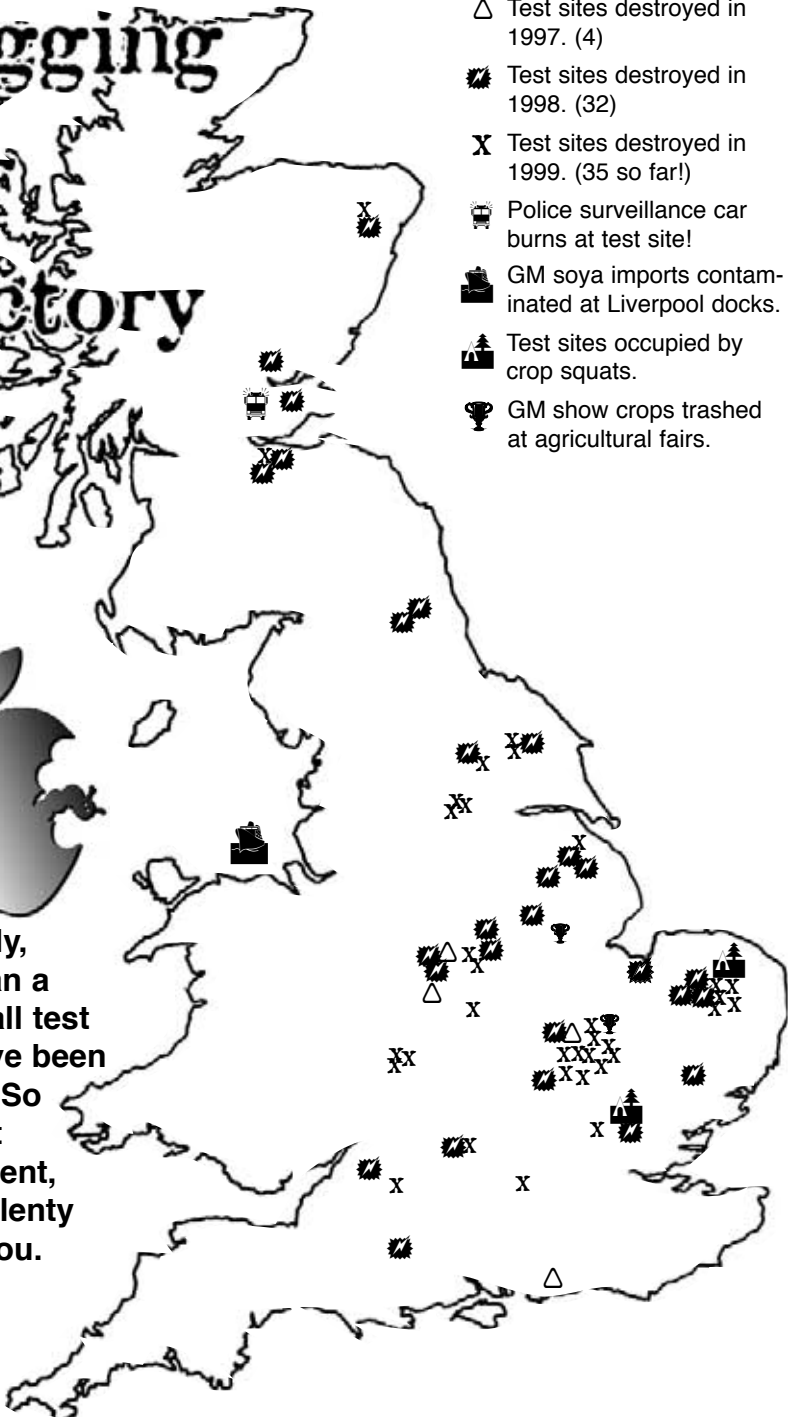 gging
ctory
Test sites destroyed in
1997. (4)
Test sites destroyed in
1998. (32)
X Test sites destroyed in
1999. (35 so far!)
Police surveillance car
burns at test site!
GM soya imports contam-
inated at Liverpool docks.
Test sites occupied by
crop squats.
GM show crops trashed
at agricultural fairs.
ly,
an a
all test
ve been
So
t
ent,
lenty
ou.